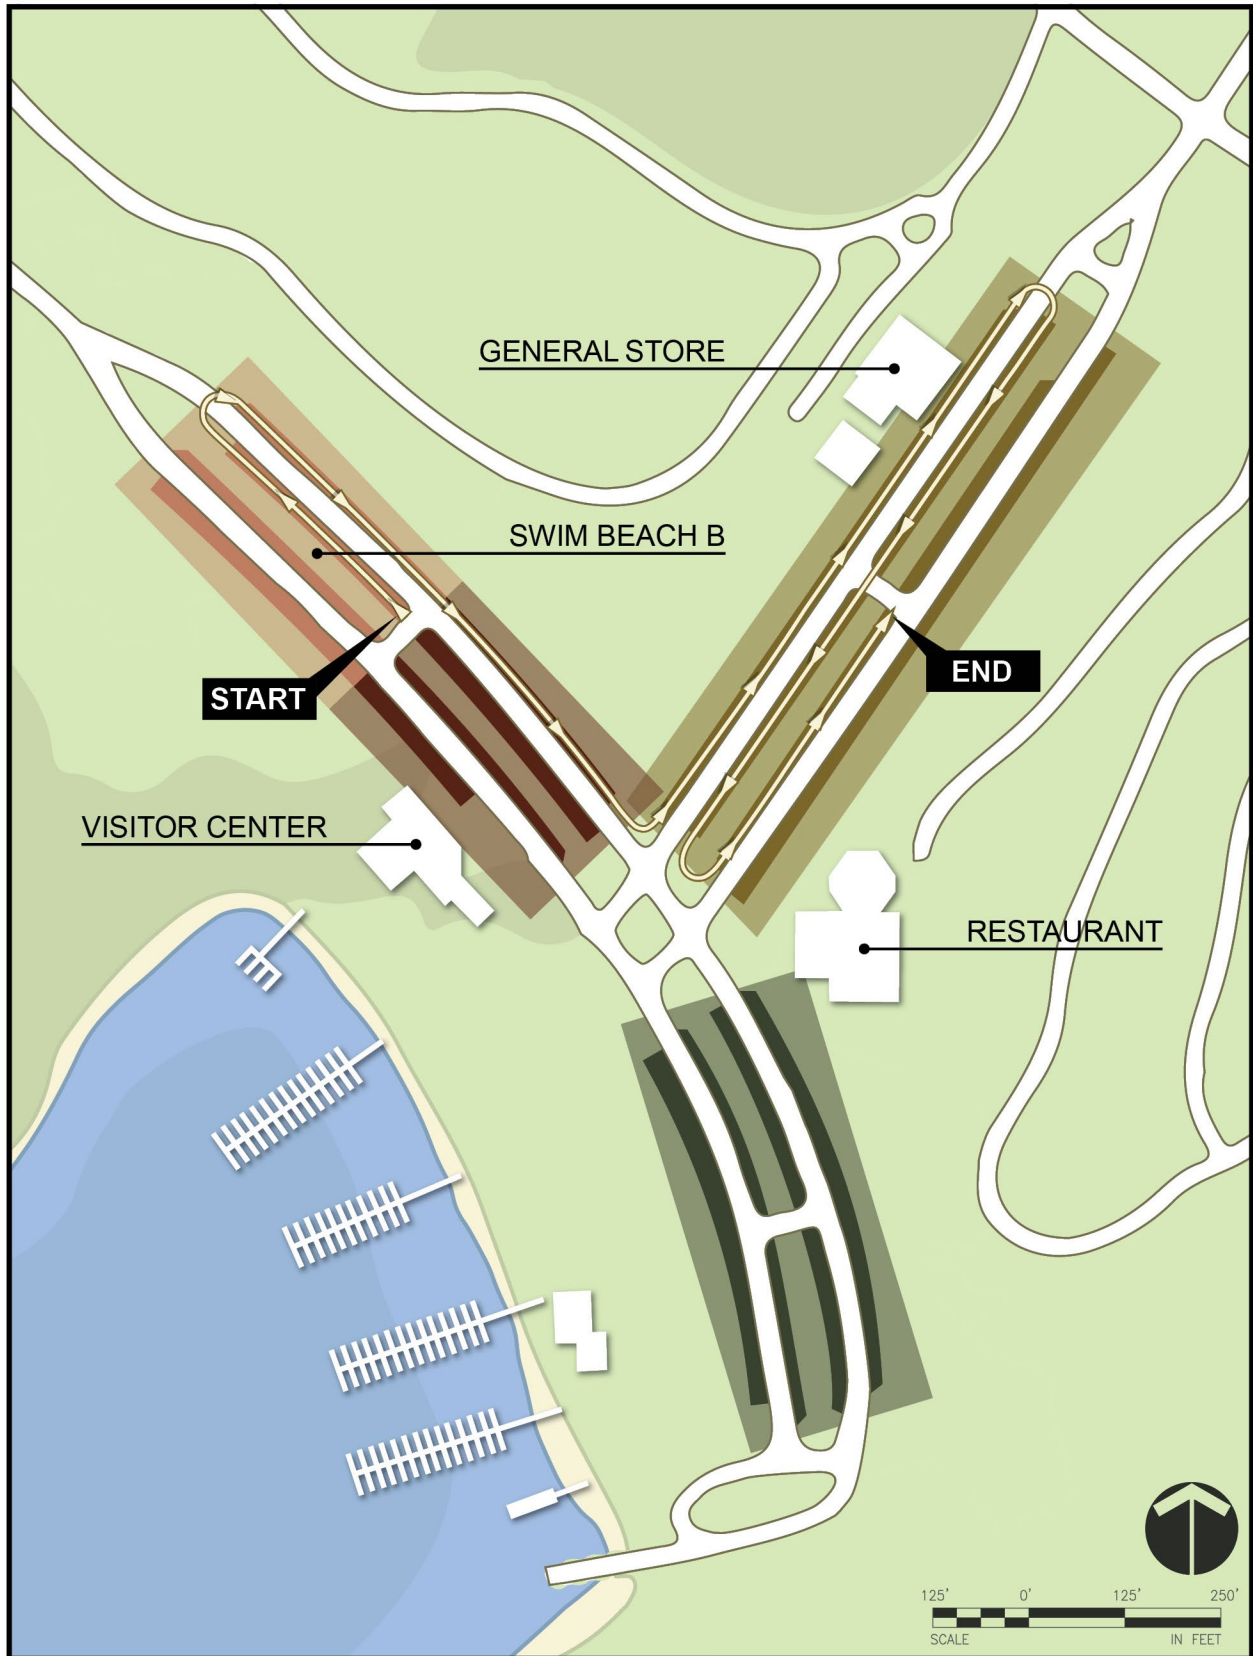 GENERAL STORE
SWIM BEACH B
START
END
VISITOR CENTER
RESTAURANT
125' 0' 125' 250'
SCALE IN FEET